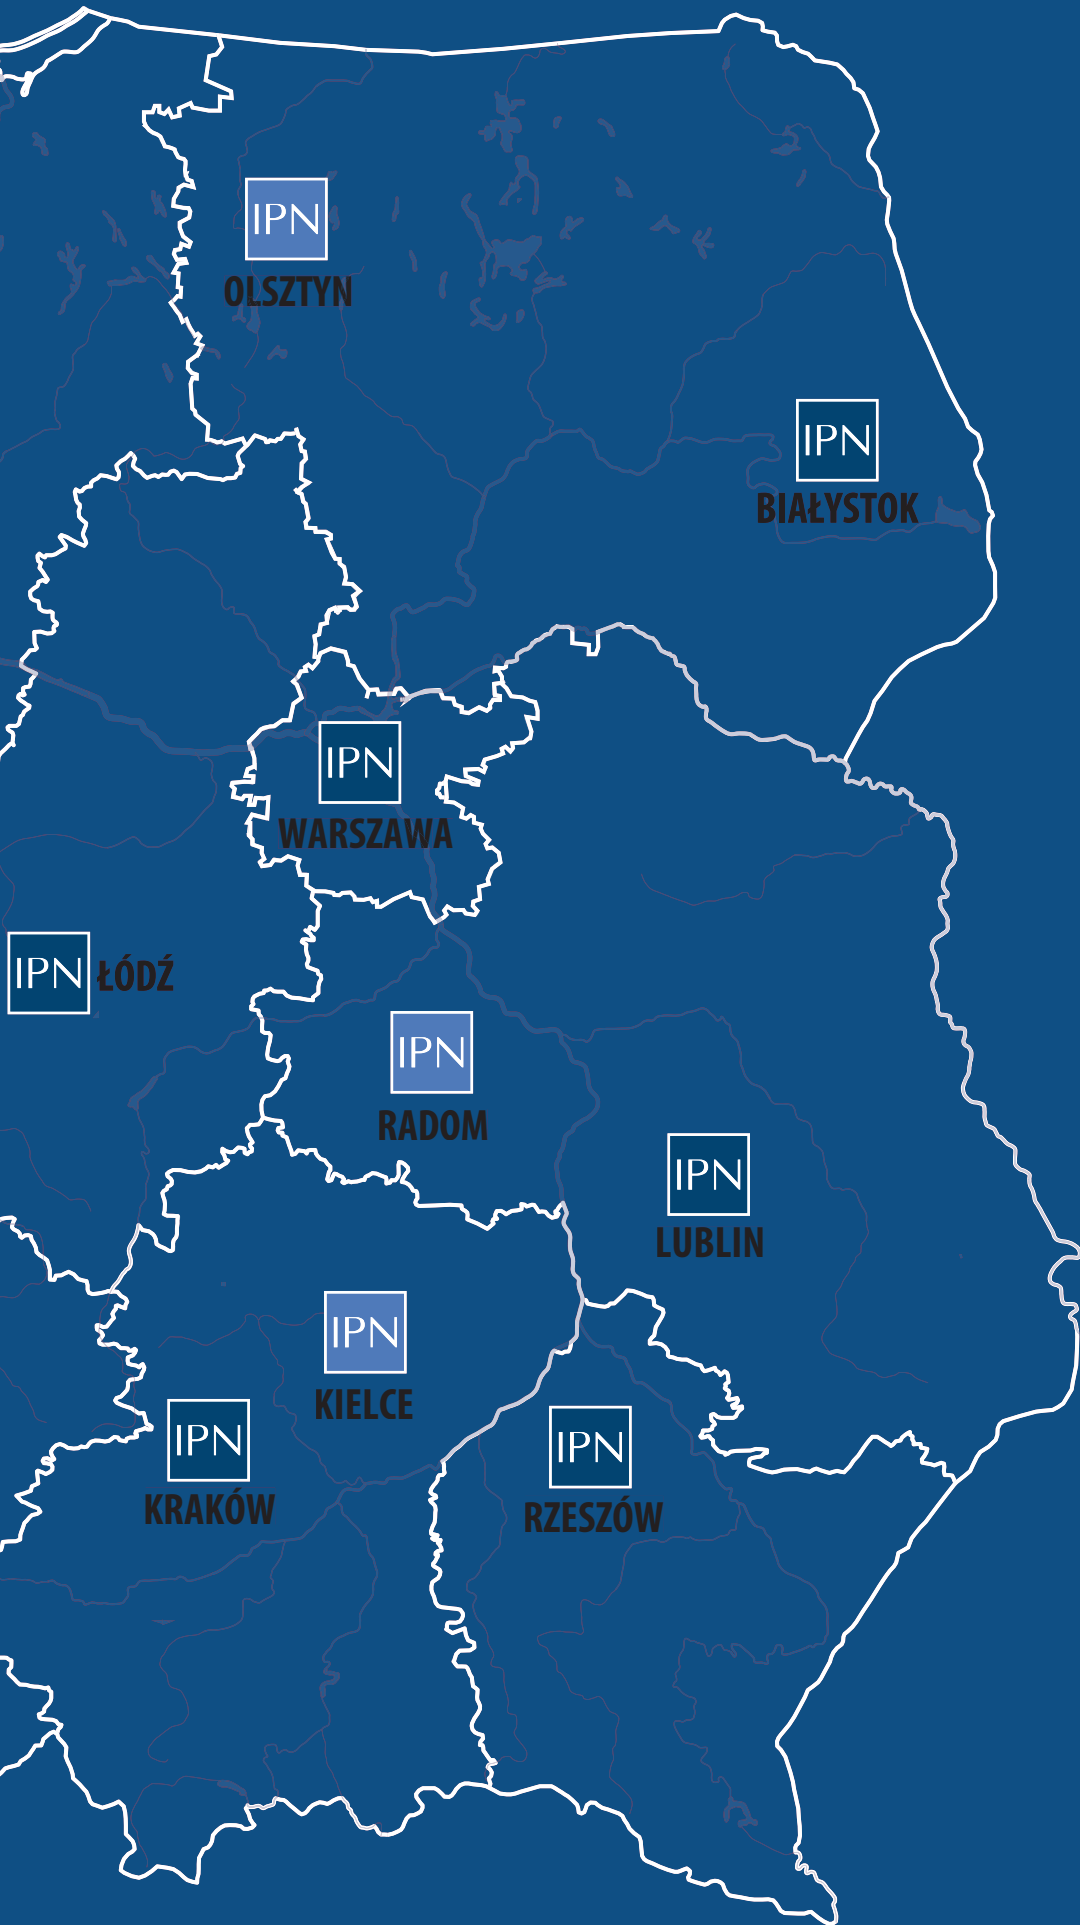 IPN
OLSZTYN
IPN
BIAŁYSTOK
IPN
WARSZAWA
IPN ŁÓDŹ
IPN
RADOM
IPN
LUBLIN
IPN
KIELCE
IPN
KRAKÓW
IPN
RZESZÓW